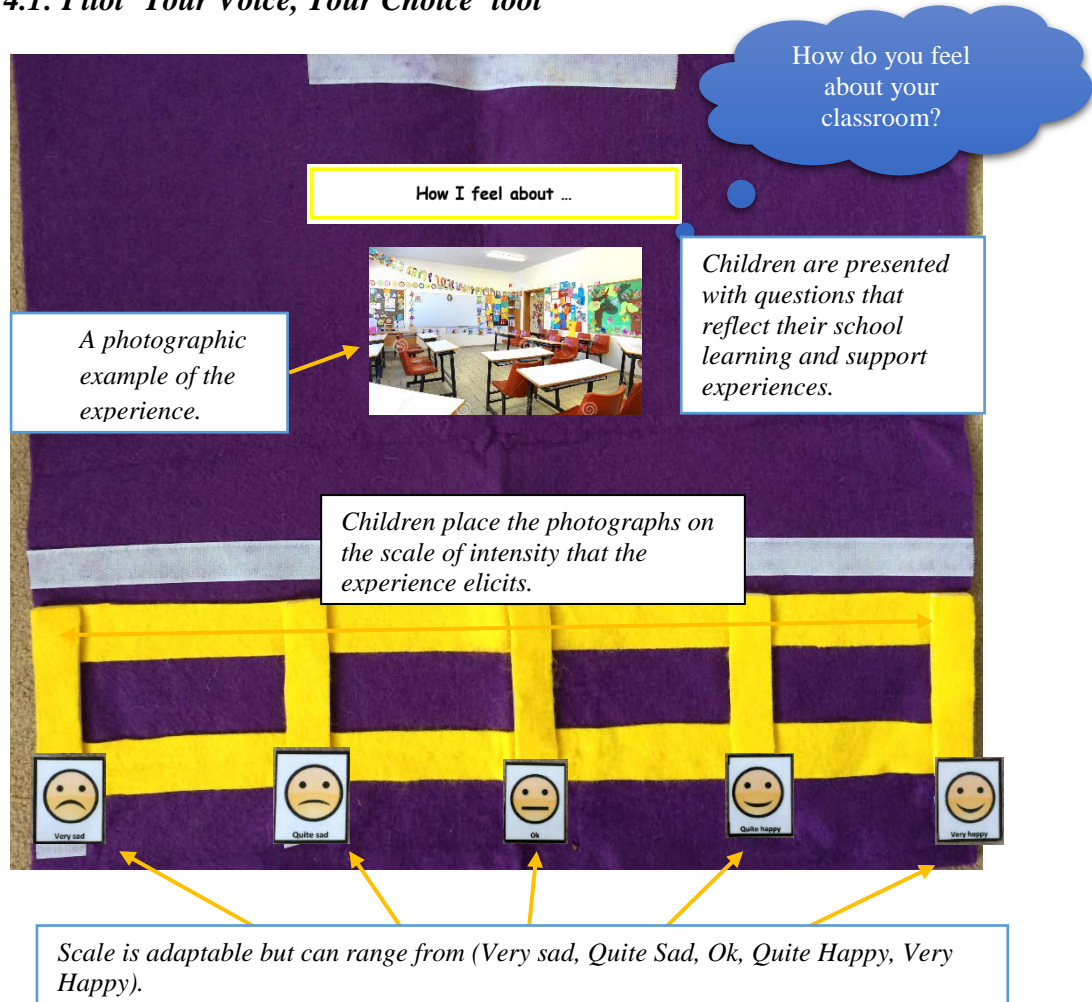 4.1: Pilot 'Your Voice, Your Choice' tool
How do you feel
about your
classroom?
How I feel about ...
Children are presented
with questions that
reflect their school
learning and support
experiences.
A photographic
example of the
experience.
Children place the photographs on
the scale of intensity that the
experience elicits.
Very sad
Quite sad
Ok
Quite happy
Very happy
Scale is adaptable but can range from (Very sad, Quite Sad, Ok, Quite Happy, Very
Happy).